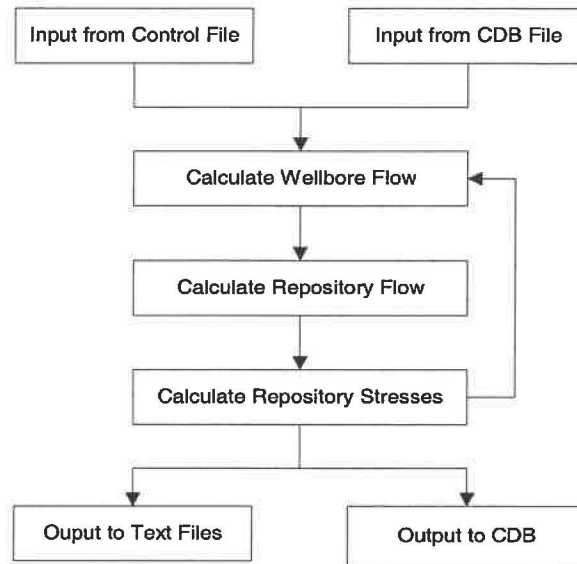 Input from Control File
Input from CDB File
Calculate Wellbore Flow
Calculate Repository Flow
Calculate Repository Stresses
Ouput to Text Files
Output to CDB